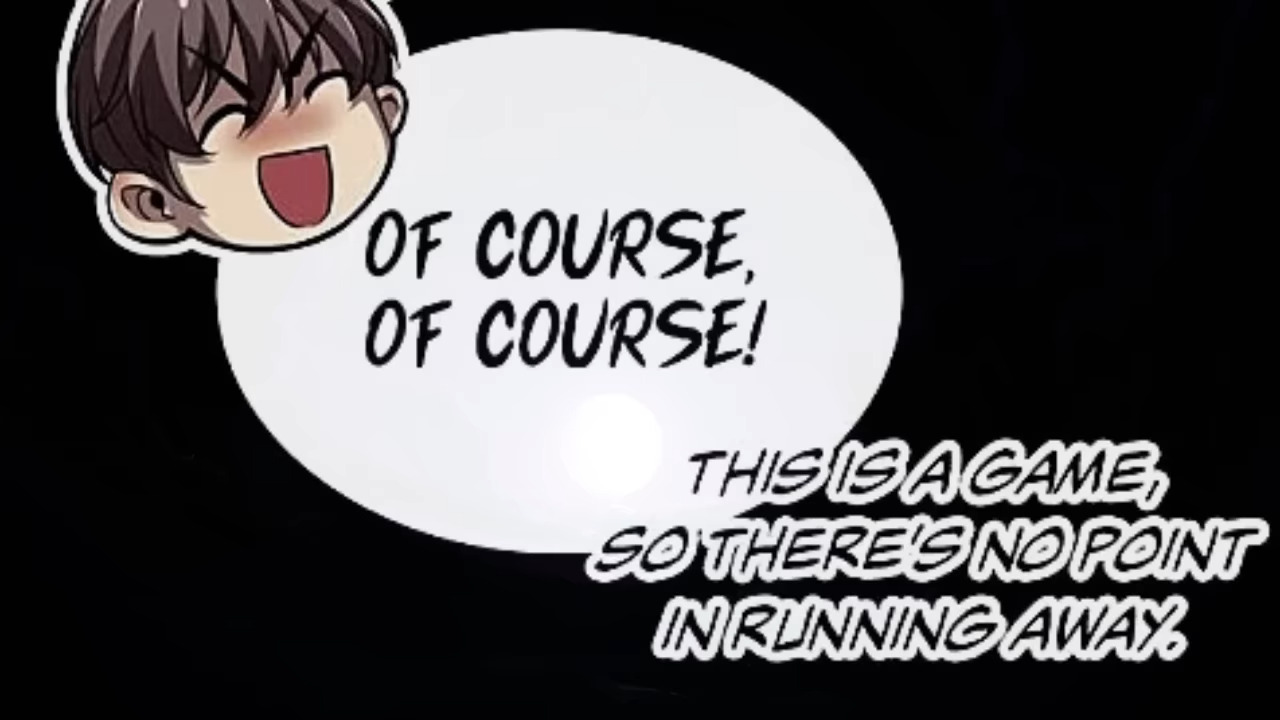 OF COURSE,
OF COURSE!
THIS IS A GAME,
SO THERE'S NO POINT
IN RUNNING AWAY.